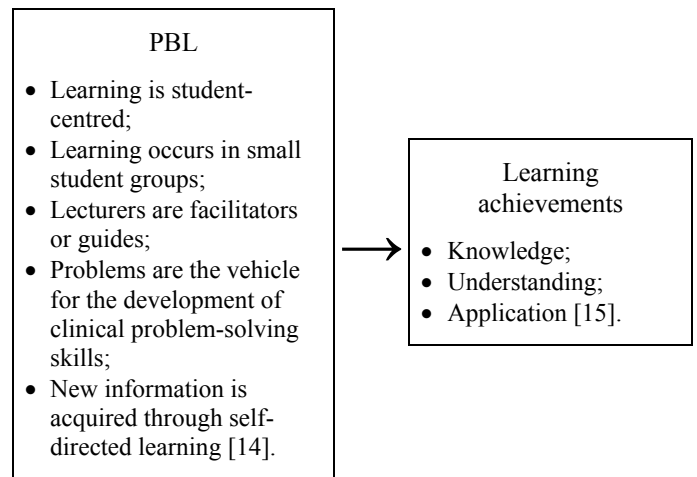 PBL
• Learning is student-
centred;
• Learning occurs in small
student groups;
• Lecturers are facilitators
or guides;
• Problems are the vehicle
for the development of
clinical problem-solving
skills;
• New information is
acquired through self-
directed learning [14].
Learning
achievements
• Knowledge;
• Understanding;
• Application [15].